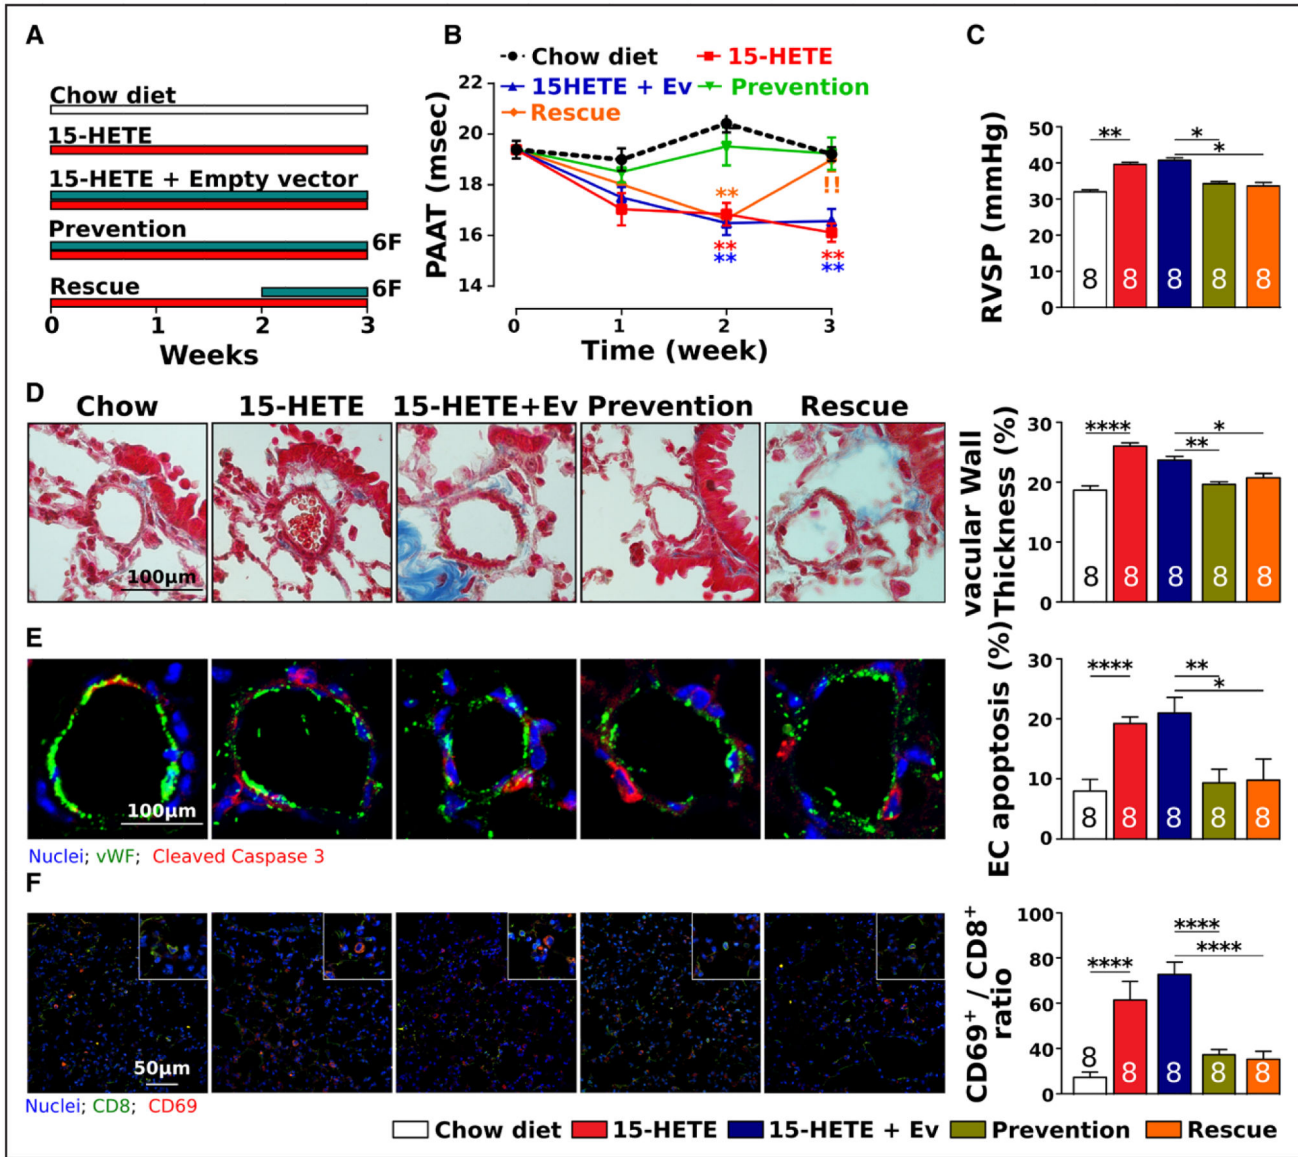 A
Chow diet
15-HETE
15-HETE + Empty vector
Prevention
6F
Rescue
6F
0 1 2 3
Weeks
B
Chow diet 15-HETE
15HETE + Ev Prevention
Rescue
PAAT (msec)
22
20
18
16
14
**
!!
** **
** **
0 1 2 3
Time (week)
C
RVSP (mmHg)
50
40
30
20
10
0
** *
*
8 8 8 8 8
D
Chow 15-HETE 15-HETE+Ev Prevention Rescue
100µm
vacular Wall
Thickness (%)
30
20
10
0
**** *
**
8 8 8 8 8
E
100µm
Nuclei; vWF; Cleaved Caspase 3
EC apoptosis (%)
30
20
10
0
**** **
*
8 8 8 8 8
F
50µm
Nuclei; CD8; CD69
CD69+ / CD8+
ratio
100
80
60
40
0
****
****
****
8 8 8 8 8
Chow diet 15-HETE 15-HETE + Ev Prevention Rescue